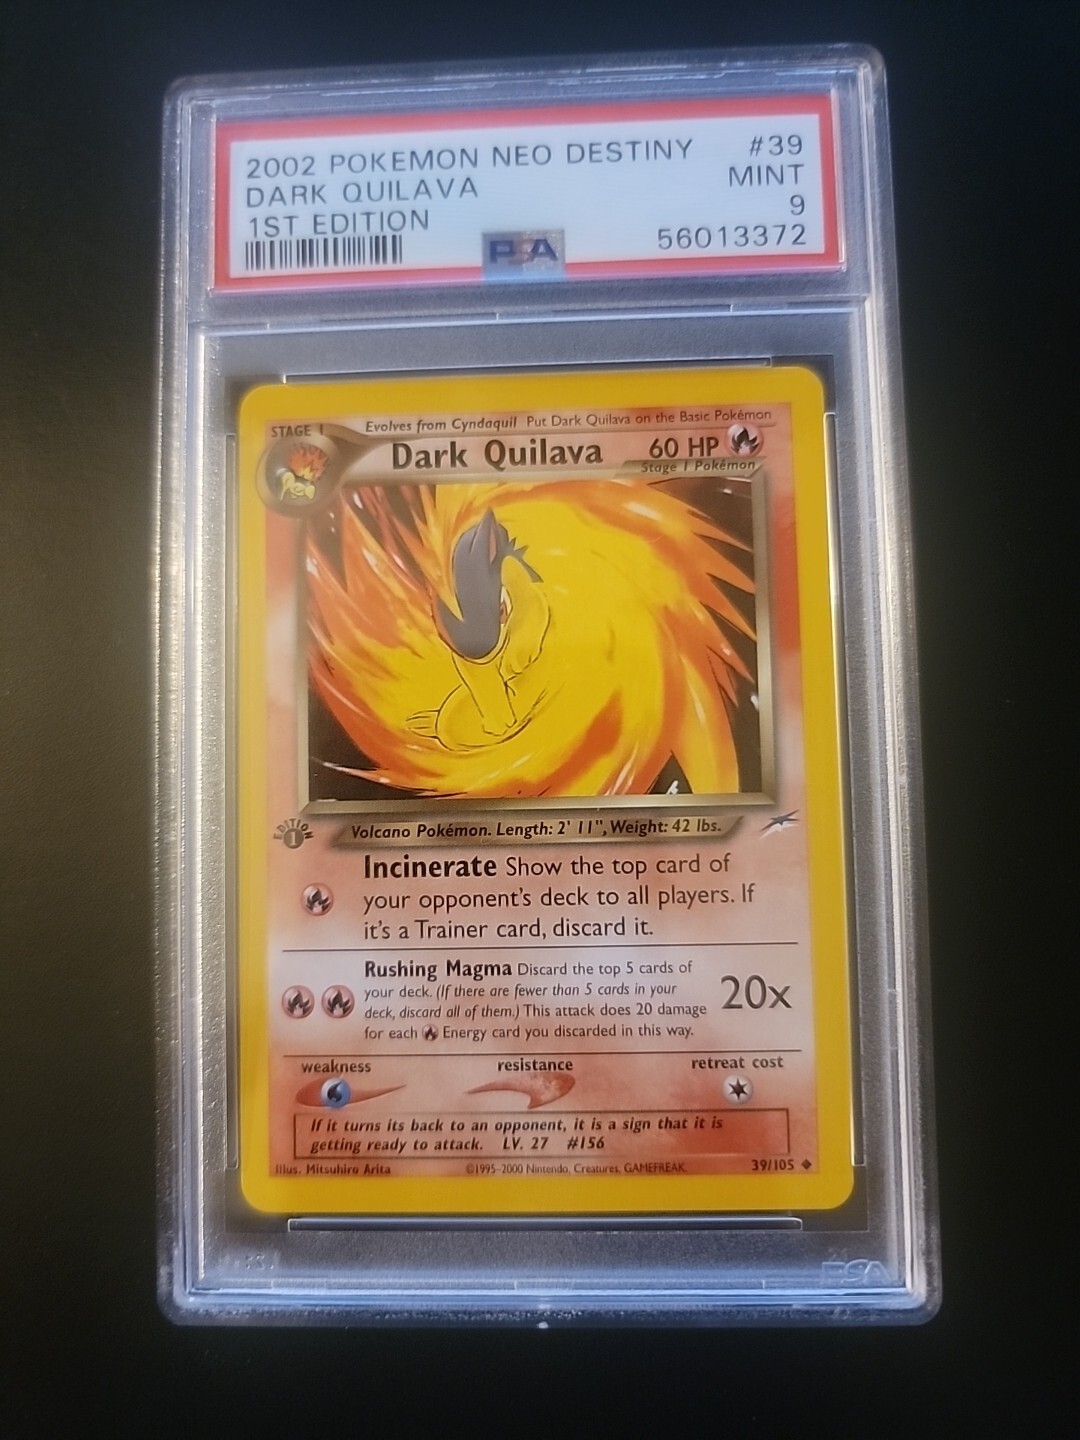 2002 POKEMON NEO DESTINY #39
DARK QUILAVA MINT
1ST EDITION 9
PSA 56013372
STAGE 1 Evolves from Cyndaquil Put Dark Quilava on the Basic Pokémon
Dark Quilava 60 HP
Stage 1 Pokémon
EDITION
1
Volcano Pokémon. Length: 2' 11", Weight: 42 lbs.
Incinerate Show the top card of
your opponent's deck to all players. If
it's a Trainer card, discard it.
Rushing Magma Discard the top 5 cards of
your deck. (If there are fewer than 5 cards in your
deck, discard all of them.) This attack does 20 damage
for each Energy card you discarded in this way.
20x
weakness resistance retreat cost
If it turns its back to an opponent, it is a sign that it is
getting ready to attack. LV. 27 #156
Illus. Mitsuhiro Arita ©1995-2000 Nintendo, Creatures, GAMEFREAK. 39/105
PSA